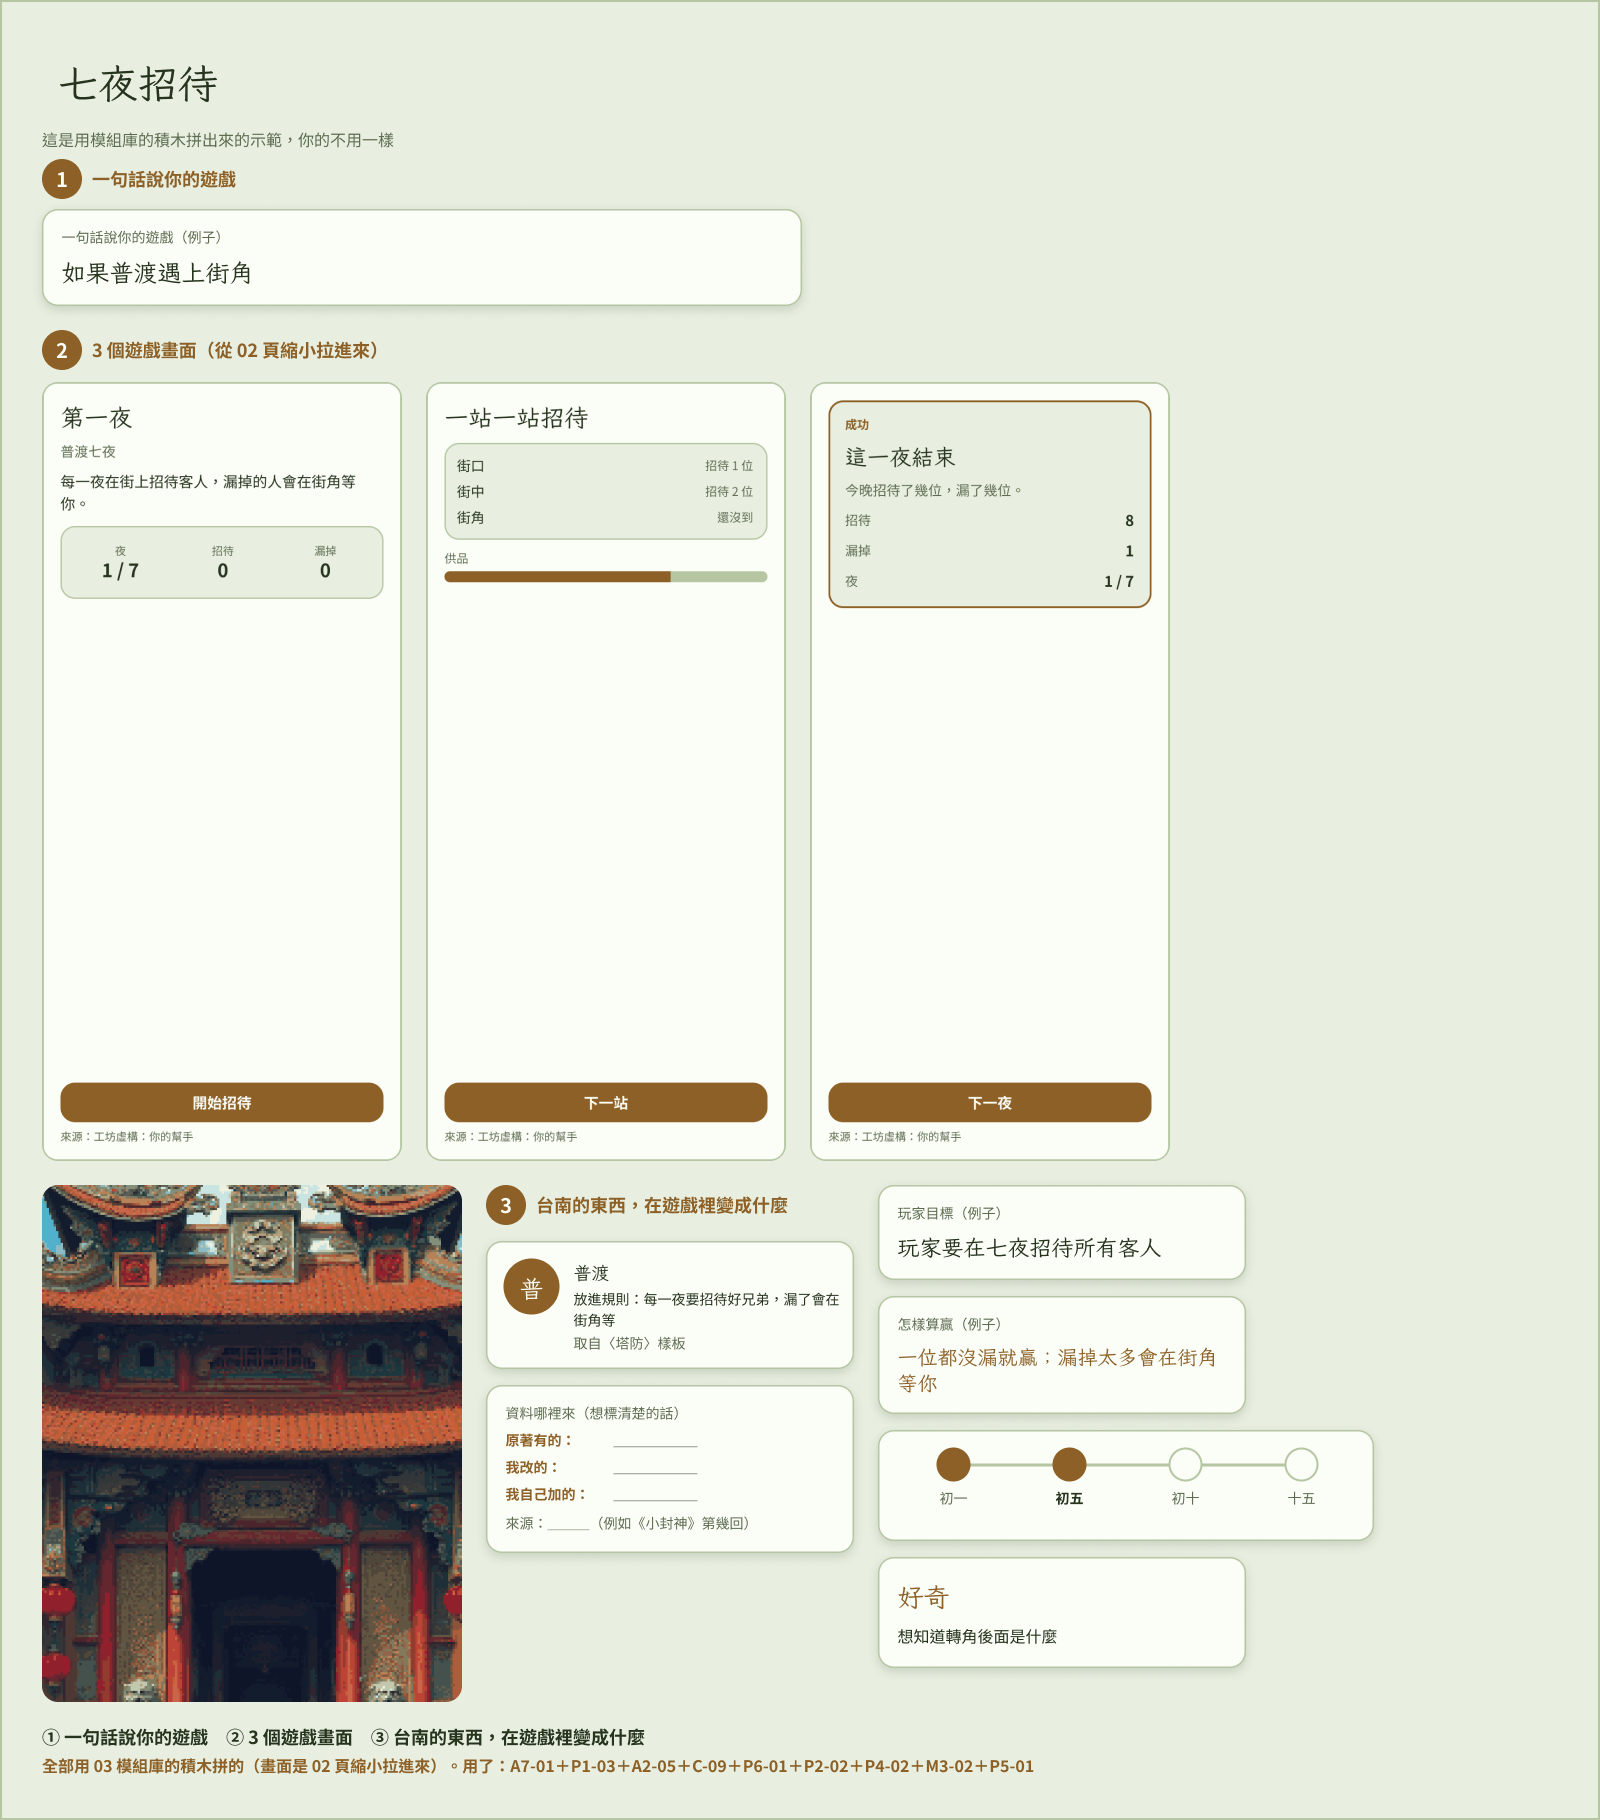 七夜招待
這是用模組庫的積木拼出來的示範，你的不用一樣
1 一句話說你的遊戲
一句話說你的遊戲（例子）
如果普渡遇上街角
2 3 個遊戲畫面（從 02 頁縮小拉進來）
第一夜
普渡七夜
每一夜在街上招待客人，漏掉的人會在街角等
你。
夜 招待 漏掉
1 / 7 0 0
開始招待
來源：工坊虛構：你的幫手
一站一站招待
街口 招待 1 位
街中 招待 2 位
街角 還沒到
供品
下一站
來源：工坊虛構：你的幫手
成功
這一夜結束
今晚招待了幾位，漏了幾位。
招待 8
漏掉 1
夜 1 / 7
下一夜
來源：工坊虛構：你的幫手
3 台南的東西，在遊戲裡變成什麼
普
普渡
放進規則：每一夜要招待好兄弟，漏了會在
街角等
取自〈塔防〉樣板
資料哪裡來（想標清楚的話）
原著有的： ____________
我改的： ____________
我自己加的： ____________
來源：______（例如《小封神》第幾回）
玩家目標（例子）
玩家要在七夜招待所有客人
怎樣算贏（例子）
一位都沒漏就贏；漏掉太多會在街角
等你
初一 初五 初十 十五
好奇
想知道轉角後面是什麼
① 一句話說你的遊戲 ② 3 個遊戲畫面 ③ 台南的東西，在遊戲裡變成什麼
全部用 03 模組庫的積木拼的（畫面是 02 頁縮小拉進來）。用了：A7-01＋P1-03＋A2-05＋C-09＋P6-01＋P2-02＋P4-02＋M3-02＋P5-01